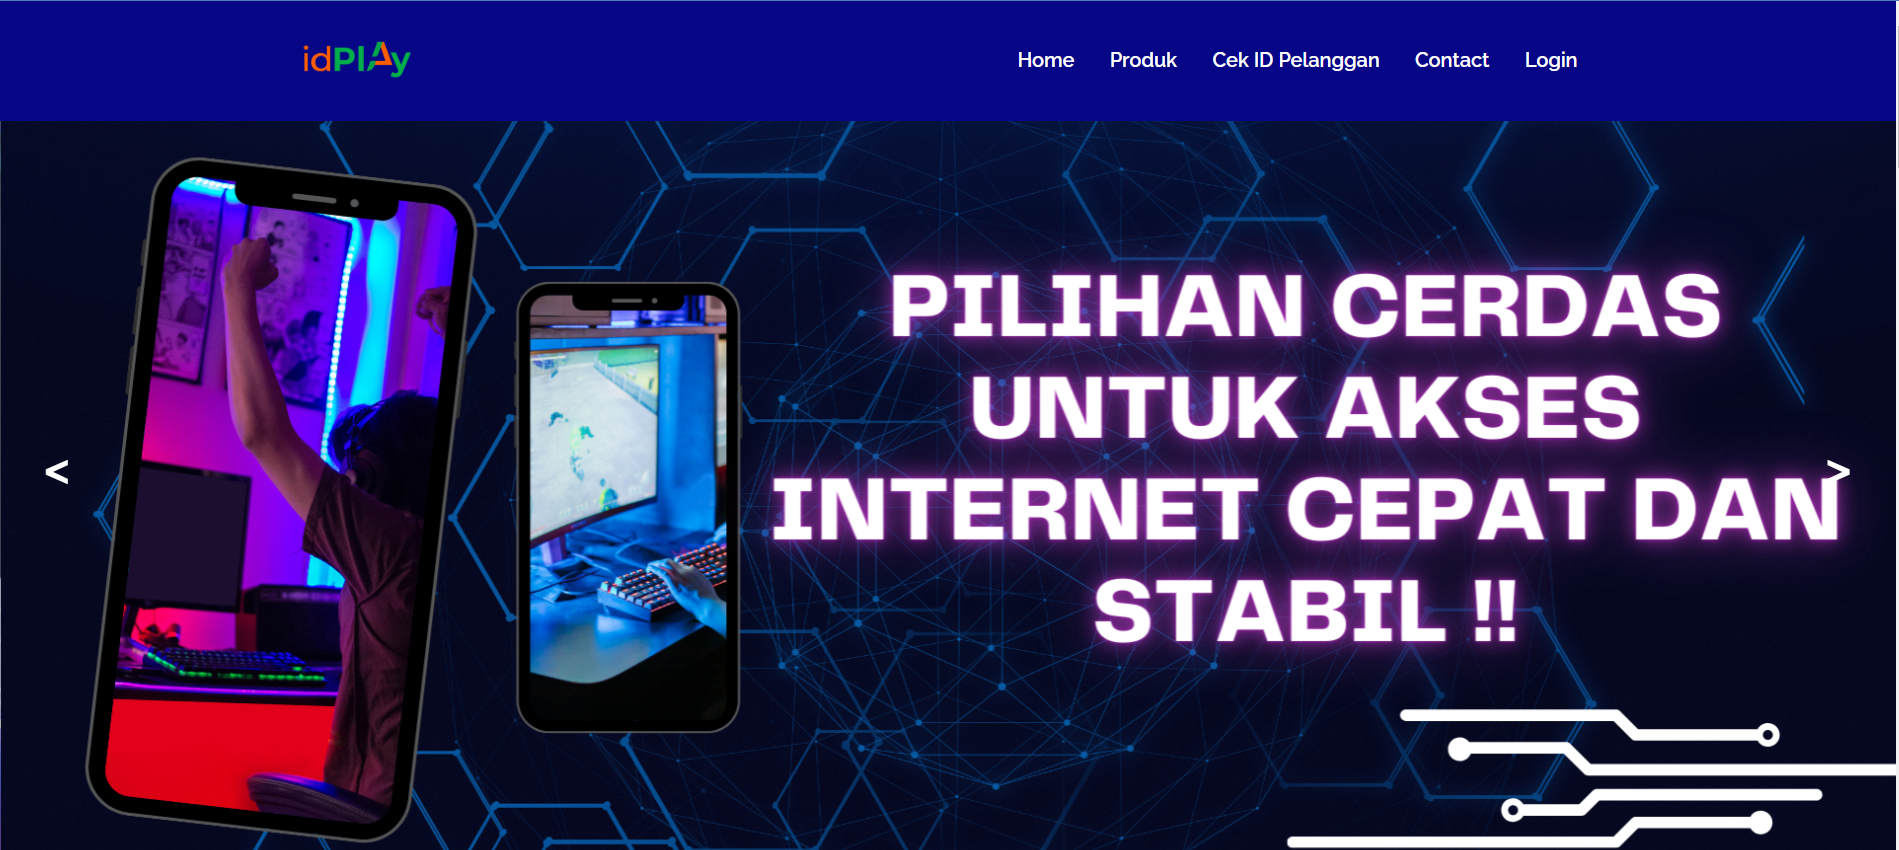 idPlAy
Home Produk Cek ID Pelanggan Contact Login
PILIHAN CERDAS
UNTUK AKSES
INTERNET CEPAT DAN
STABIL !!
< >